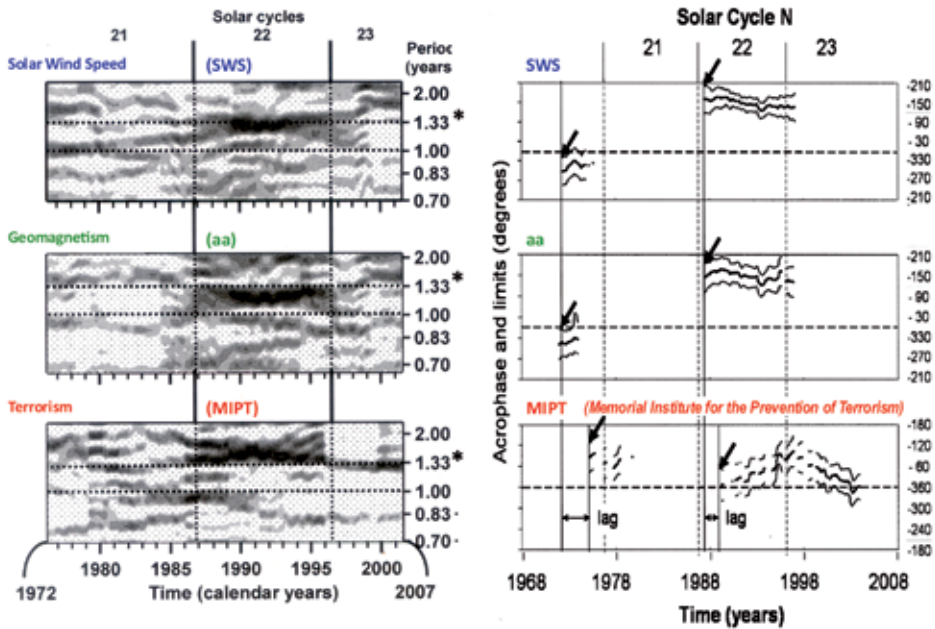 Solar cycles
21 22 23
Period
(years
Solar Wind Speed (SWS)
2.00
1.33 *
1.00
0.83
0.70
Geomagnetism (aa)
2.00
1.33 *
1.00
0.83
0.70
Terrorism (MIPT)
2.00
1.33 *
1.00
0.83
0.70
1980 1985 1990 1995 2000
1972 Time (calendar years) 2007
Solar Cycle N
21 22 23
SWS
- 210
- 150
- 90
- 30
- 330
- 270
- 210
aa
- 210
- 150
- 90
- 30
- 330
- 270
- 210
MIPT (Memorial Institute for the Prevention of Terrorism)
-180
-120
- 60
-360
-300
-240
-180
lag lag
Acrophase and limits (degrees)
1968 1978 1988 1998 2008
Time (years)